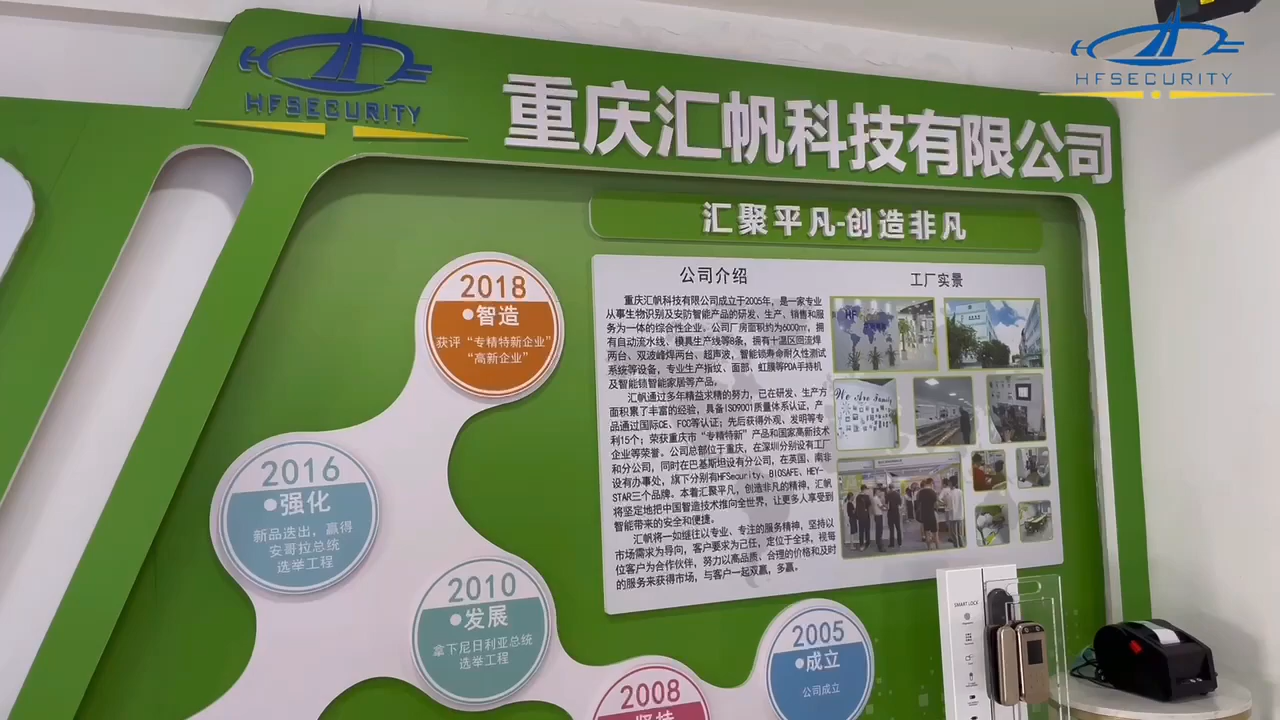 HFSECURITY
HFSECURITY
重庆汇帆科技有限公司
汇聚平凡-创造非凡
公司介绍
工厂实景
重庆汇帆科技有限公司成立于2005年，是一家专业
从事生物识别及安防智能产品的研发、生产、销售和服
务为一体的综合性企业。公司厂房面积约为6000㎡，拥
有自动流水线、模具生产线等8条，拥有十温区回流焊
两台、双波峰焊两台、超声波，智能锁寿命耐久性测试
系统等设备，专业生产指纹、面部、虹膜等PDA手持机
及智能锁智能家居等产品。
汇帆通过多年精益求精的努力，已在研发、生产方
面积累了丰富的经验，具备ISO9001质量体系认证，产
品通过国际CE、FCC等认证；先后获得外观、发明等专
利15个；荣获重庆市“专精特新”产品和国家高新技术
企业等荣誉。公司总部位于重庆，在深圳分别设有工厂
和分公司，同时在巴基斯坦设有分公司，在英国、南非
设有办事处，旗下分别有HFSecurity、BIOSAFE、HEY-
STAR三个品牌。本着汇聚平凡，创造非凡的精神，汇帆
将坚定地把中国智造技术推向全世界，让更多人享受到
智能带来的安全和便捷。
汇帆将一如继往以专业、专注的服务精神，坚持以
市场需求为导向，客户要求为己任，定位于全球，视每
位客户为合作伙伴，努力以高品质、合理的价格和及时
的服务来获得市场，与客户一起双赢，多赢。
HF
We Are Family
2018
•智造
获评“专精特新企业”
“高新企业”
2016
•强化
新品迭出，赢得
安哥拉总统
选举工程
2010
•发展
拿下尼日利亚总统
选举工程
2008
坚持
2005
•成立
公司成立
SMART LOCK